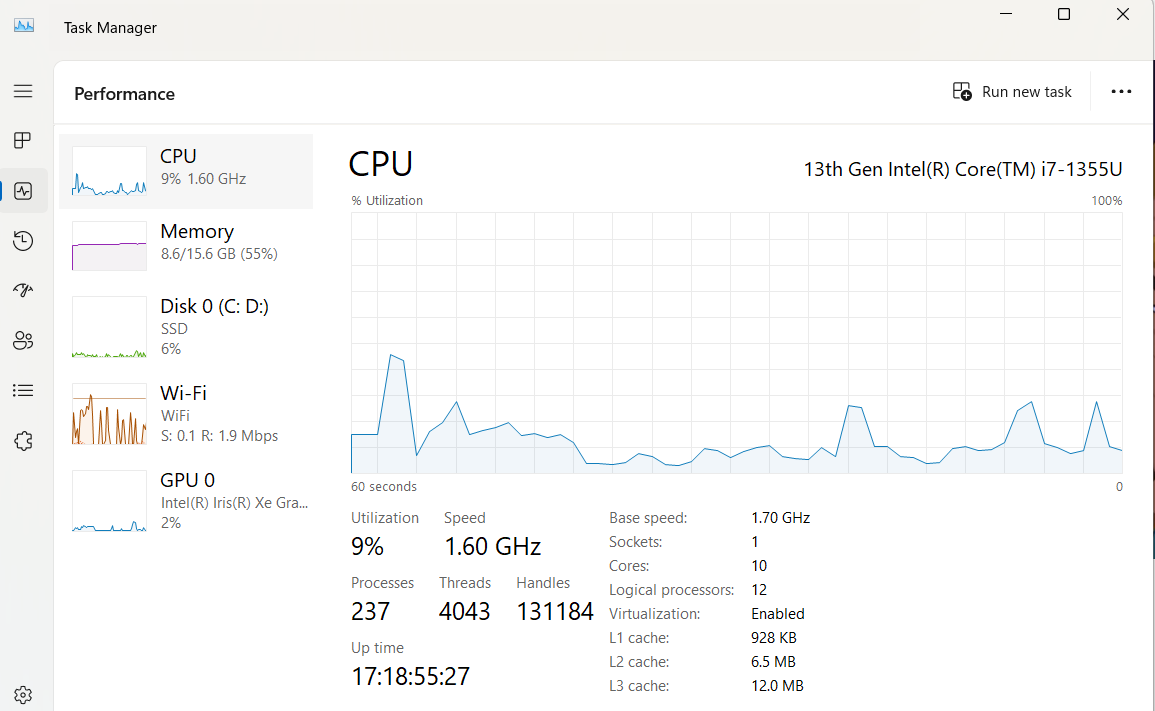 Task Manager
Performance
Run new task
CPU
9% 1.60 GHz
Memory
8.6/15.6 GB (55%)
Disk 0 (C: D:)
SSD
6%
Wi-Fi
WiFi
S: 0.1 R: 1.9 Mbps
GPU 0
Intel(R) Iris(R) Xe Gra...
2%
CPU
13th Gen Intel(R) Core(TM) i7-1355U
% Utilization
100%
60 seconds
0
Utilization
Speed
9%
1.60 GHz
Processes
Threads
Handles
237
4043
131184
Up time
17:18:55:27
Base speed: 1.70 GHz
Sockets: 1
Cores: 10
Logical processors: 12
Virtualization: Enabled
L1 cache: 928 KB
L2 cache: 6.5 MB
L3 cache: 12.0 MB